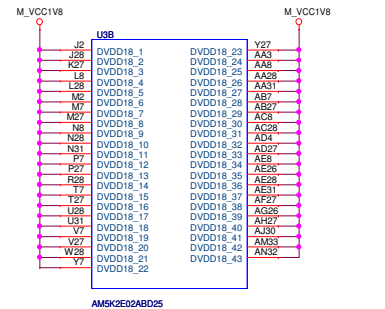 M_VCC1V8 M_VCC1V8
U3B
J2 DVDD18_1 DVDD18_23 Y27
J28 DVDD18_2 DVDD18_24 AA3
K27 DVDD18_3 DVDD18_25 AA8
L8 DVDD18_4 DVDD18_26 AA28
L28 DVDD18_5 DVDD18_27 AA31
M2 DVDD18_6 DVDD18_28 AB7
M7 DVDD18_7 DVDD18_29 AB27
M27 DVDD18_8 DVDD18_30 AC8
N8 DVDD18_9 DVDD18_31 AC28
N28 DVDD18_10 DVDD18_32 AD4
N31 DVDD18_11 DVDD18_33 AD27
P7 DVDD18_12 DVDD18_34 AE8
P27 DVDD18_13 DVDD18_35 AE26
R28 DVDD18_14 DVDD18_36 AE28
T7 DVDD18_15 DVDD18_37 AE31
T27 DVDD18_16 DVDD18_38 AF27
U28 DVDD18_17 DVDD18_39 AG26
U31 DVDD18_18 DVDD18_40 AH27
V7 DVDD18_19 DVDD18_41 AJ30
V27 DVDD18_20 DVDD18_42 AM33
W28 DVDD18_21 DVDD18_43 AN32
Y7 DVDD18_22
AM5K2E02ABD25